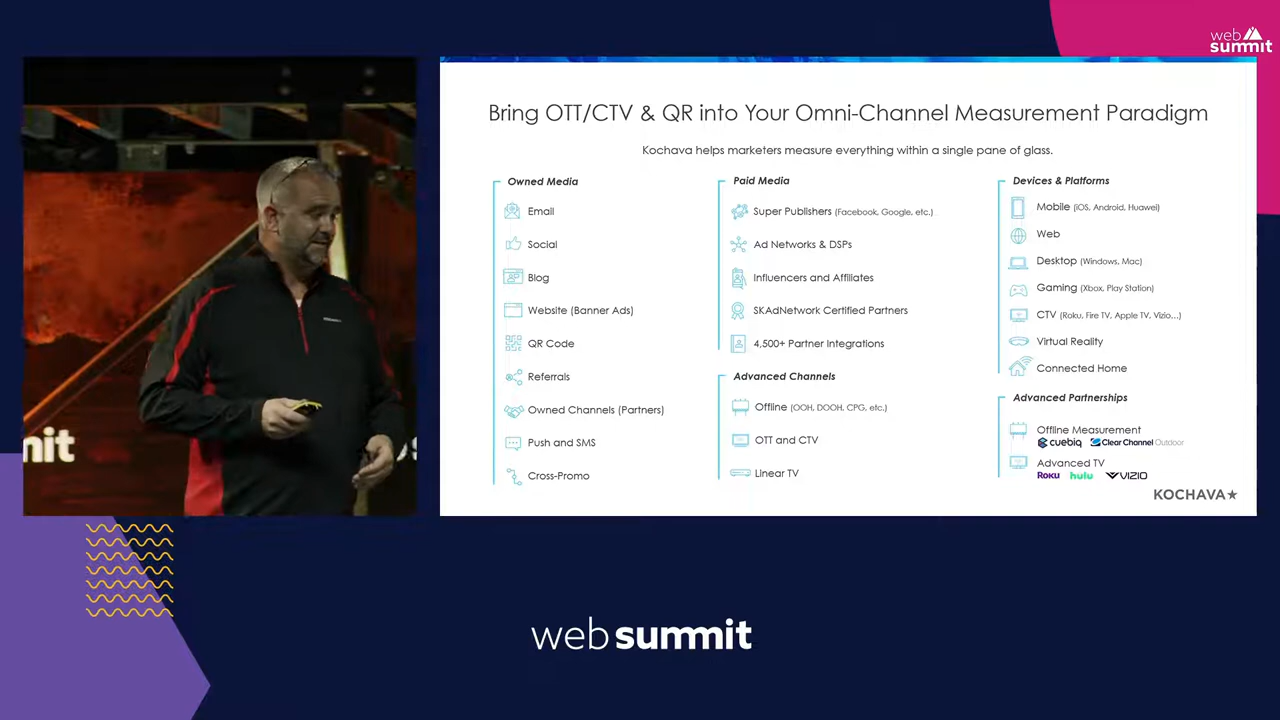 web
summit
Bring OTT/CTV & QR into Your Omni-Channel Measurement Paradigm
Kochava helps marketers measure everything within a single pane of glass.
Owned Media
Email
Social
Blog
Website (Banner Ads)
QR Code
Referrals
Owned Channels (Partners)
Push and SMS
Cross-Promo
Paid Media
Super Publishers (Facebook, Google, etc.)
Ad Networks & DSPs
Influencers and Affiliates
SKAdNetwork Certified Partners
4,500+ Partner Integrations
Advanced Channels
Offline (OOH, DOOH, CPG, etc.)
OTT and CTV
Linear TV
Devices & Platforms
Mobile (iOS, Android, Huawei)
Web
Desktop (Windows, Mac)
Gaming (Xbox, Play Station)
CTV (Roku, Fire TV, Apple TV, Vizio...)
Virtual Reality
Connected Home
Advanced Partnerships
Offline Measurement
cuebiq Clear Channel Outdoor
Advanced TV
ROKU hulu VIZIO
KOCHAVA★
nit
web summit